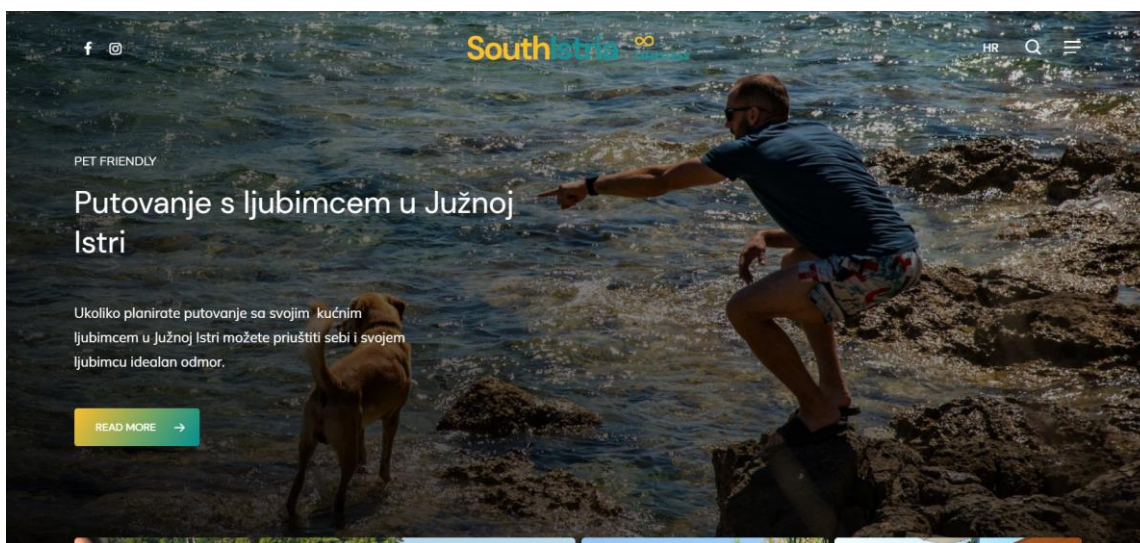 SouthIstria
HR
PET FRIENDLY
Putovanje s ljubimcem u Južnoj
Istri
Ukoliko planirate putovanje sa svojim kućnim
ljubimcem u Južnoj Istri možete priuštiti sebi i svojem
ljubimcu idealan odmor.
READ MORE